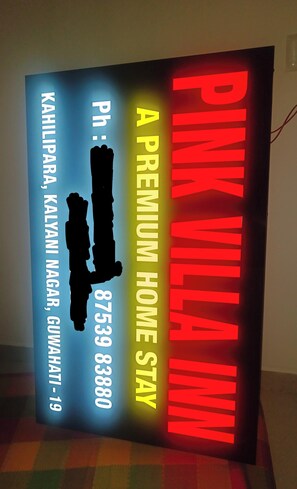 PINK VILLA INN
A PREMIUM HOME STAY
Ph : 87539 83880
KAHILIPARA, KALYANI NAGAR, GUWAHATI - 19